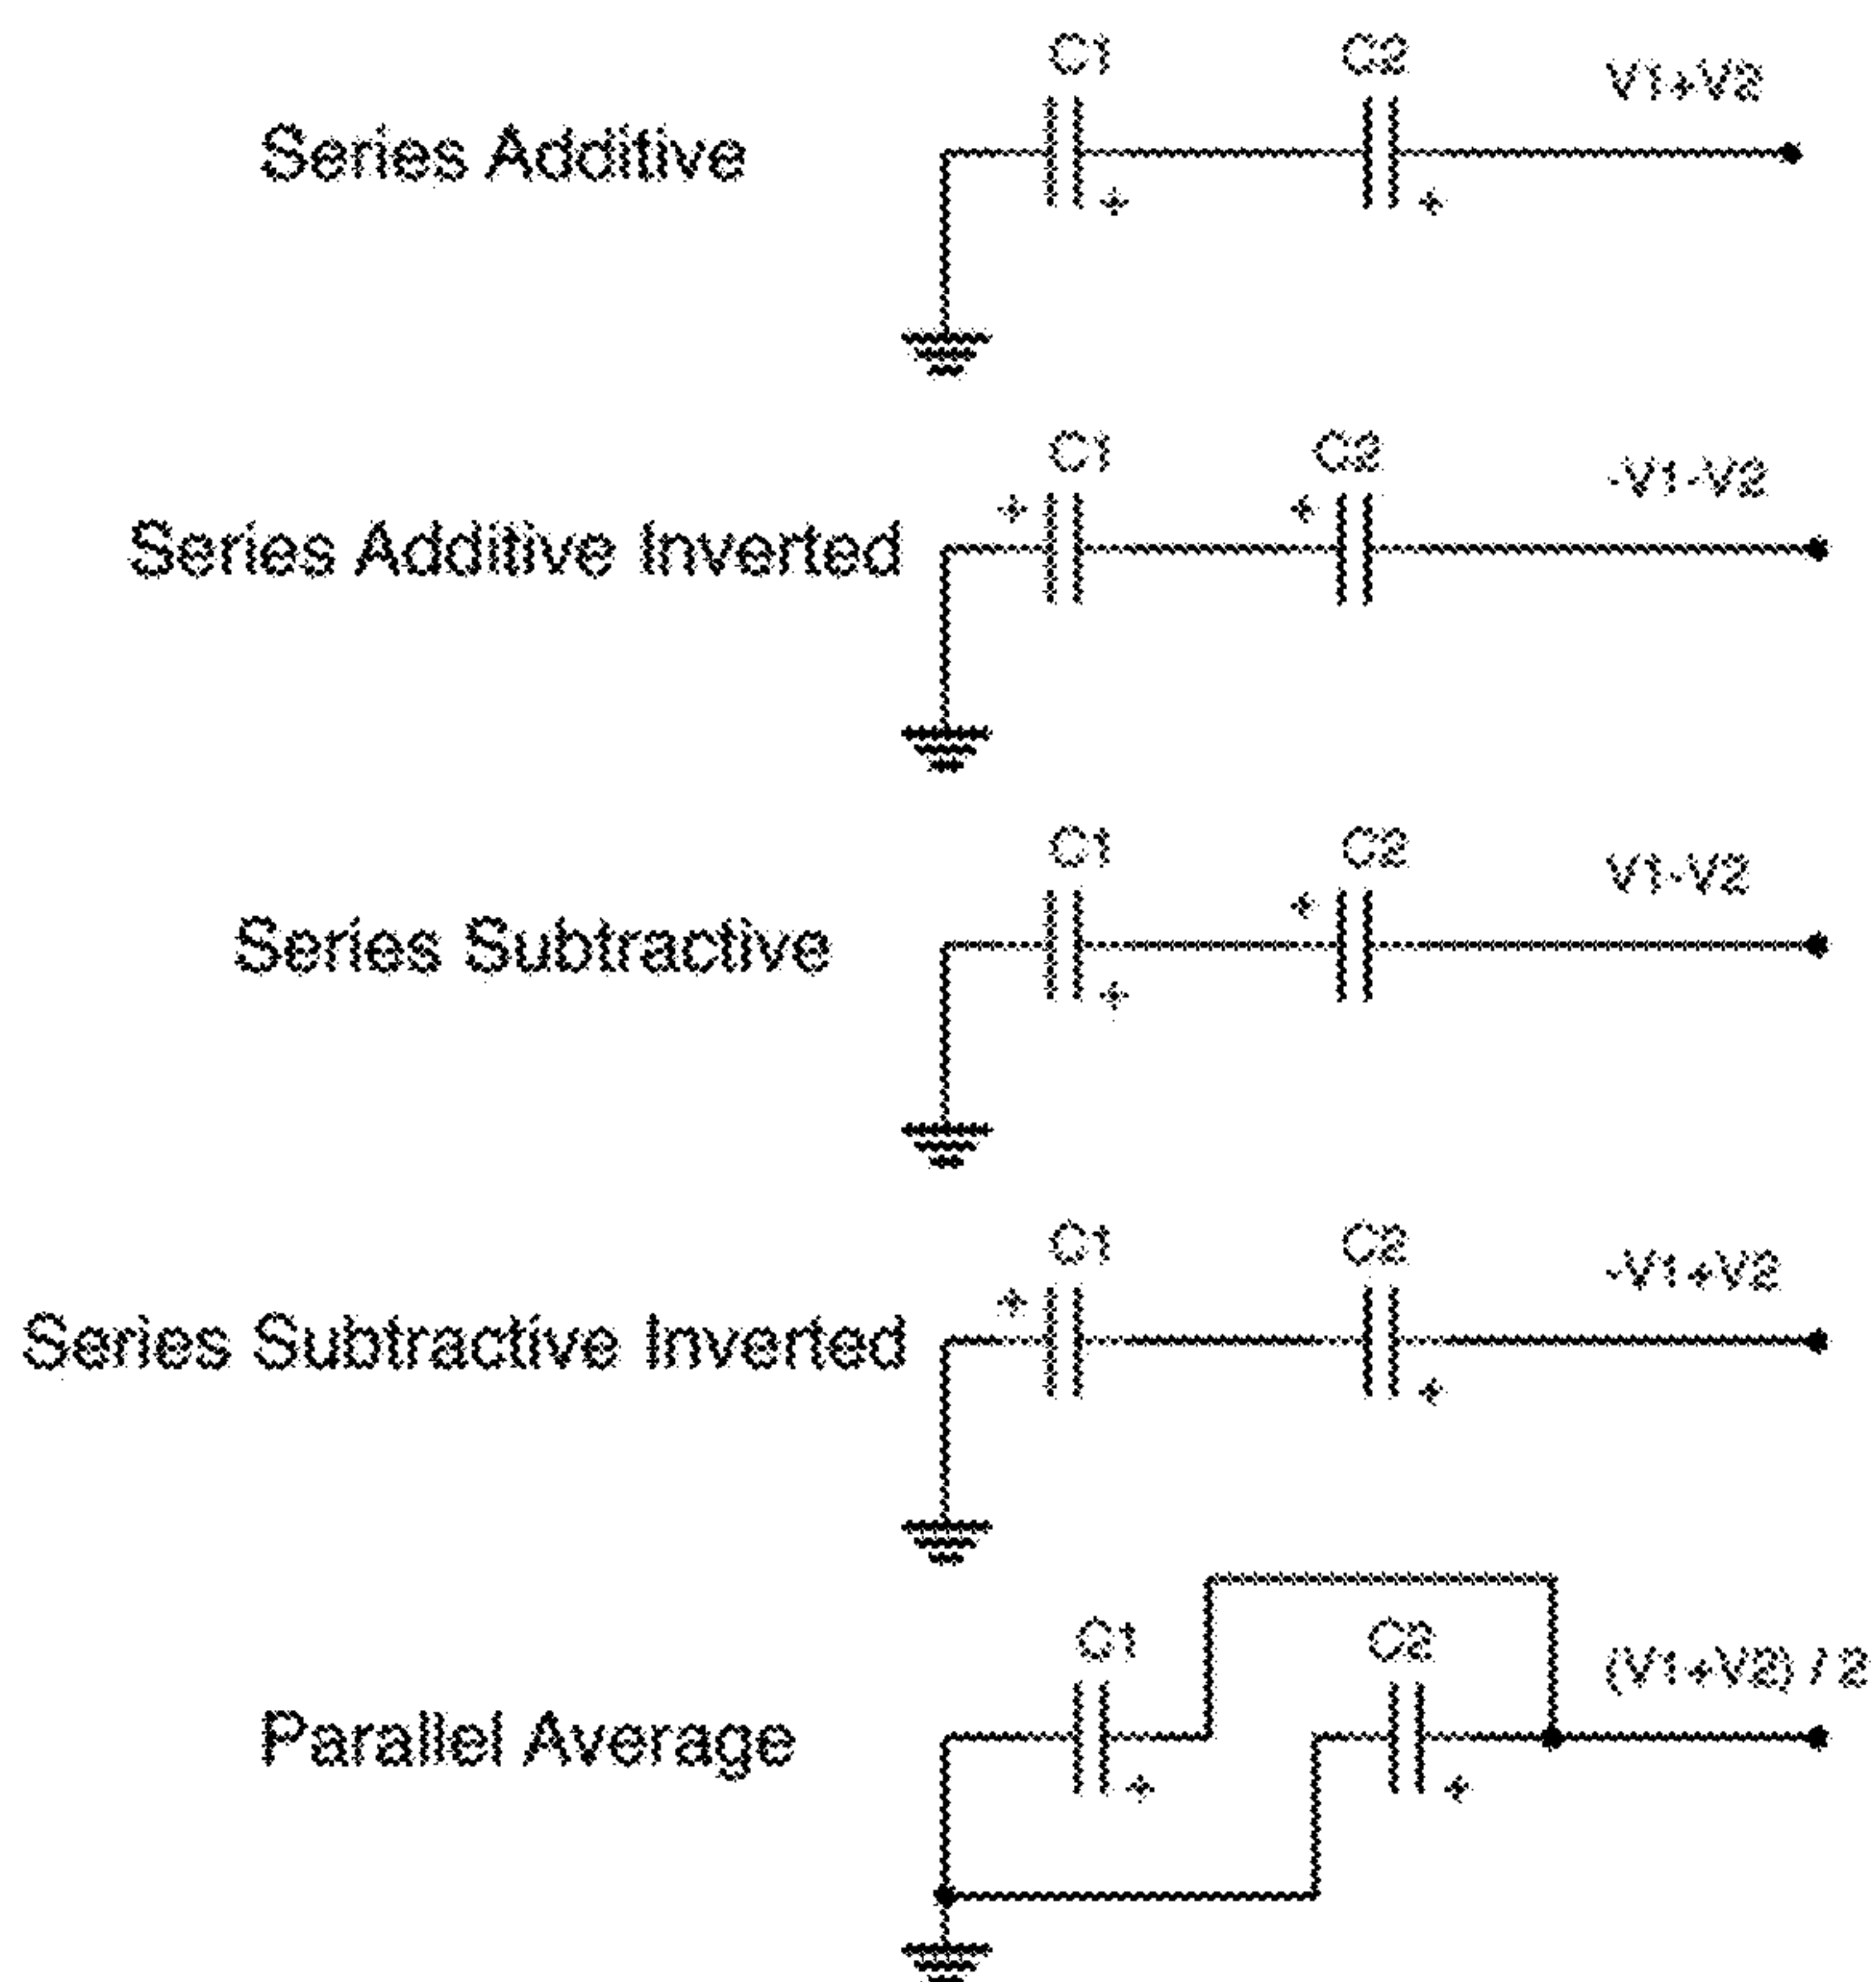 C1 C2 V1+V2
Series Additive
+ +
C1 C2 -V1-V2
+ +
Series Additive Inverted
C1 C2 V1-V2
+
Series Subtractive
+
C1 C2 -V1+V2
+
Series Subtractive Inverted
+
C1 C2 (V1+V2) / 2
Parallel Average
+ +